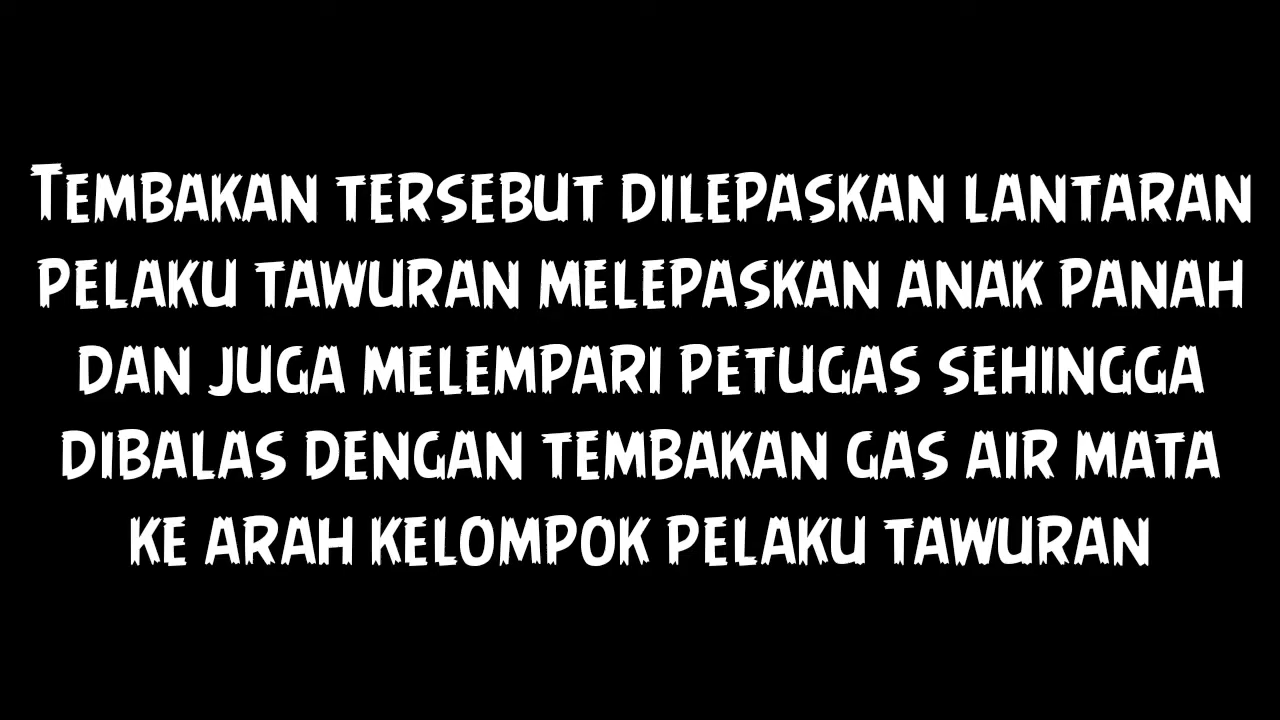 Tembakan tersebut dilepaskan lantaran
pelaku tawuran melepaskan anak panah
dan juga melempari petugas sehingga
dibalas dengan tembakan gas air mata
ke arah kelompok pelaku tawuran